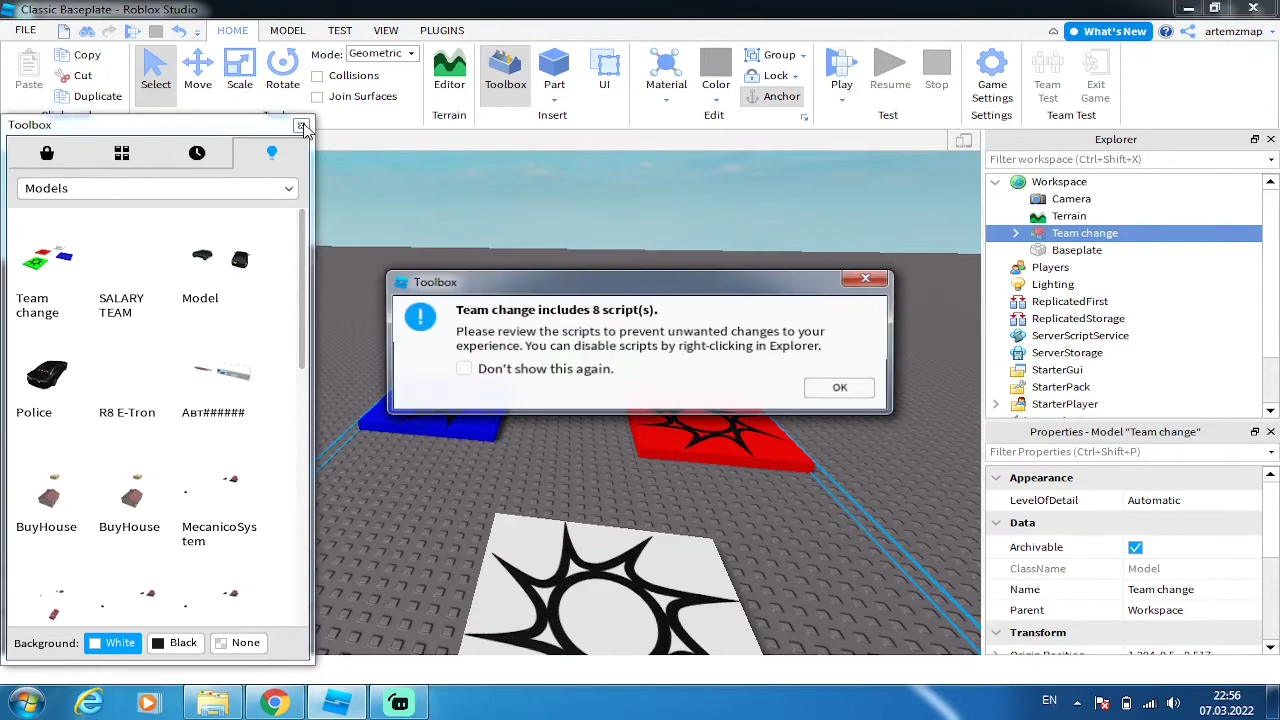 Classic Baseplate - Roblox Studio
FILE HOME MODEL TEST VIEW PLUGINS What's New artemzmap
Paste Copy Cut Duplicate
Select Move Scale Rotate
Mode: Geometric
Collisions
Join Surfaces
Editor
Terrain
Toolbox Part UI
Insert
Material Color Group Lock Anchor
Edit
Play Resume Stop
Test
Game Settings
Settings
Team Test
Exit Game
Team Test
Toolbox
Models
Team change
SALARY TEAM
Model
Police
R8 E-Tron
Авт######
BuyHouse
BuyHouse
MecanicoSystem
Background: White Black None
Toolbox
Team change includes 8 script(s).
Please review the scripts to prevent unwanted changes to your
experience. You can disable scripts by right-clicking in Explorer.
Don't show this again.
OK
Explorer
Filter workspace (Ctrl+Shift+X)
Workspace
Camera
Terrain
Team change
Baseplate
Players
Lighting
ReplicatedFirst
ReplicatedStorage
ServerScriptService
ServerStorage
StarterGui
StarterPack
StarterPlayer
Properties - Model "Team change"
Filter Properties (Ctrl+Shift+P)
Appearance
LevelOfDetail Automatic
Data
Archivable
ClassName Model
Name Team change
Parent Workspace
Transform
EN
22:56
07.03.2022